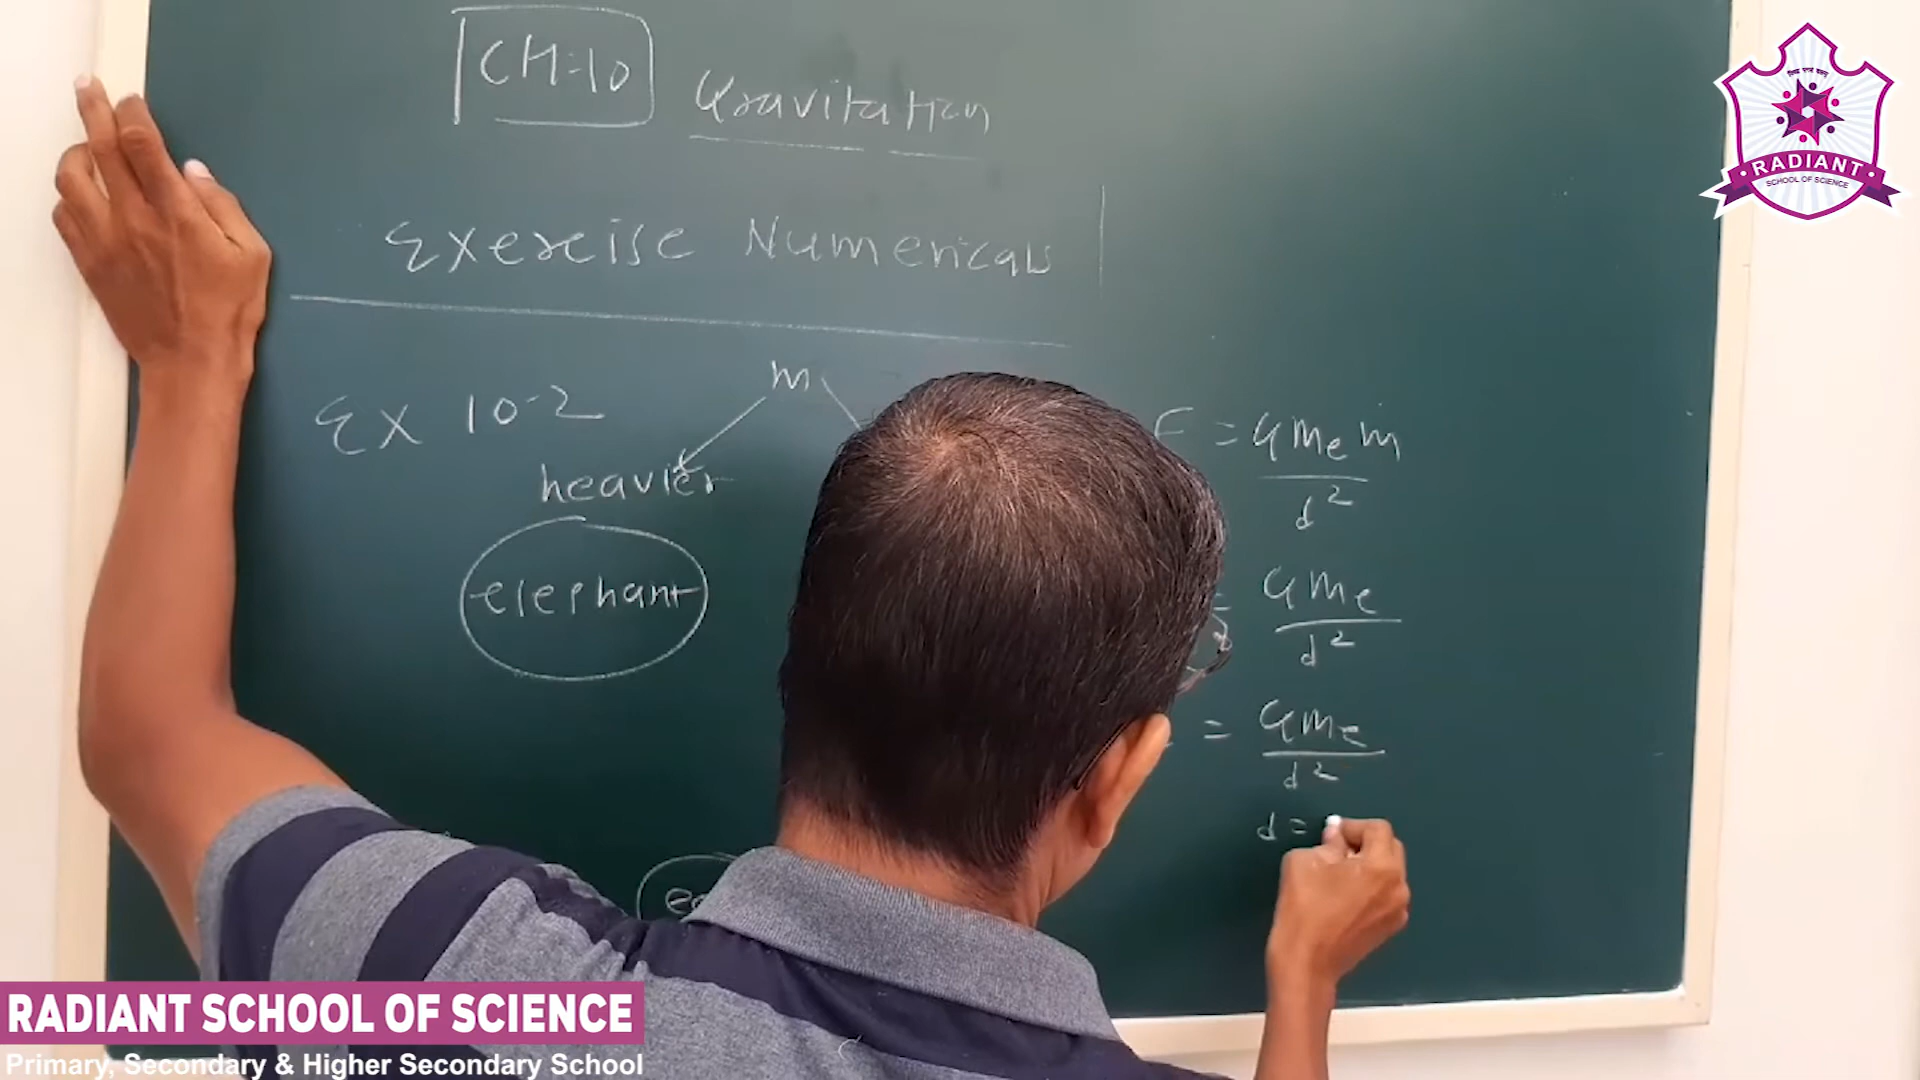 CH=10 Gravitation
Exercise Numericals
Ex 10-2
m
heavier
elephant
F = GMe m
d²
= GMe
d²
= GMe
d²
d =
RADIANT
SCHOOL OF SCIENCE
RADIANT SCHOOL OF SCIENCE
Primary, Secondary & Higher Secondary School